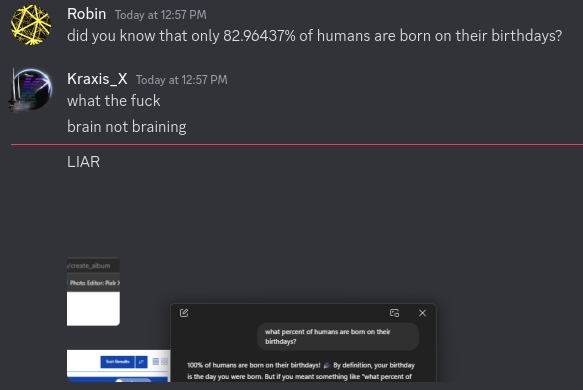 Robin Today at 12:57 PM
did you know that only 82.96437% of humans are born on their birthdays?
Kraxis_X Today at 12:57 PM
what the fuck
brain not braining
LIAR
/create_album
Photo Editor: Pixlr X
what percent of humans are born on their
birthdays?
Sort Results
100% of humans are born on their birthdays! 🎉 By definition, your birthday
is the day you were born. But if you meant something like "what percent of